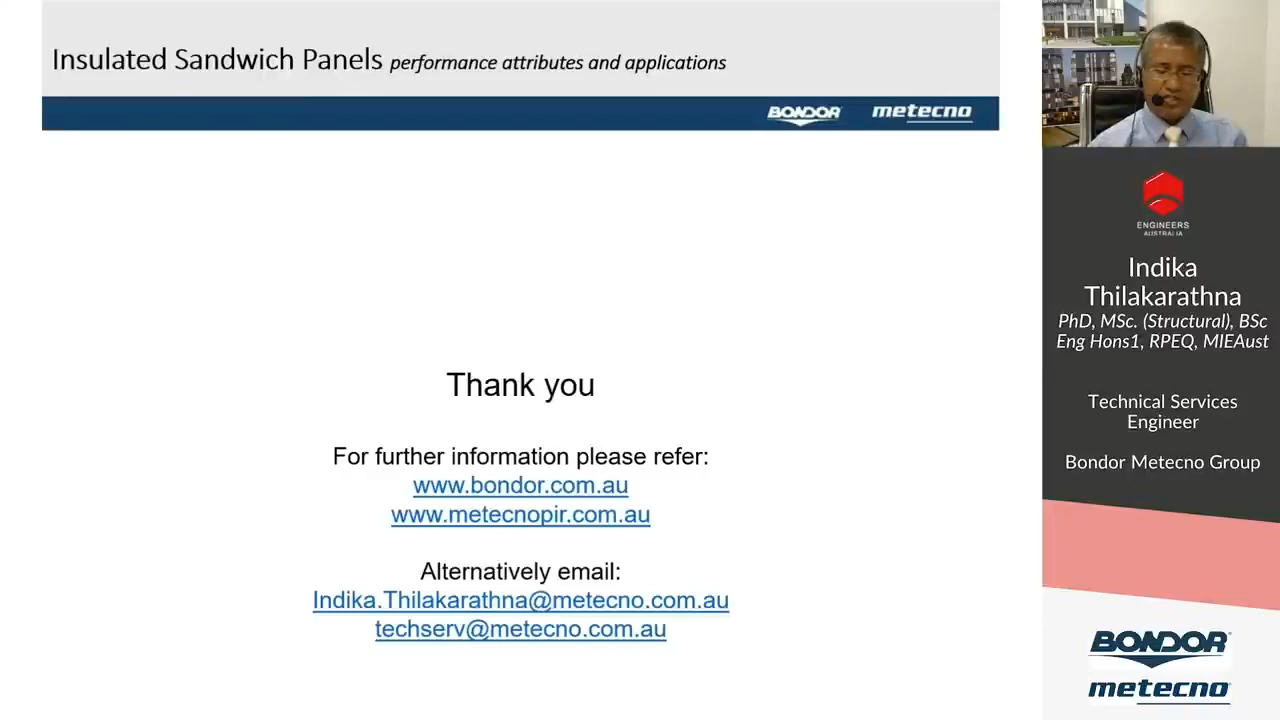 Insulated Sandwich Panels performance attributes and applications
BONDOR metecno
Thank you
For further information please refer:
www.bondor.com.au
www.metecnopir.com.au
Alternatively email:
Indika.Thilakarathna@metecno.com.au
techserv@metecno.com.au
ENGINEERS
AUSTRALIA
Indika
Thilakarathna
PhD, MSc. (Structural), BSc
Eng Hons1, RPEQ, MIEAust
Technical Services
Engineer
Bondor Metecno Group
BONDOR
metecno